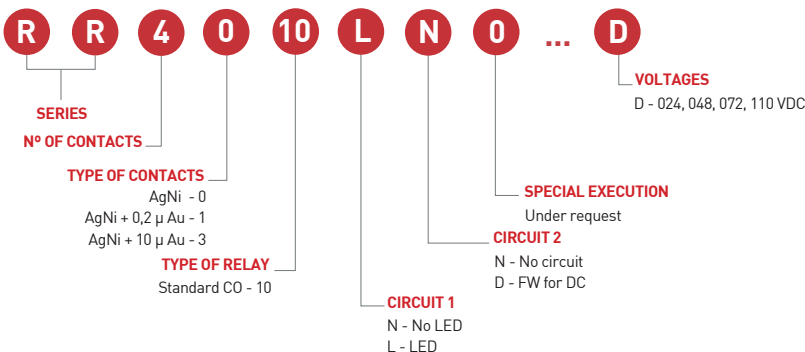 R R 4 0 10 L N 0 ... D
VOLTAGES
D - 024, 048, 072, 110 VDC
SERIES
Nº OF CONTACTS
TYPE OF CONTACTS
AgNi - 0
AgNi + 0,2 µ Au - 1
AgNi + 10 µ Au - 3
SPECIAL EXECUTION
Under request
CIRCUIT 2
N - No circuit
D - FW for DC
TYPE OF RELAY
Standard CO - 10
CIRCUIT 1
N - No LED
L - LED